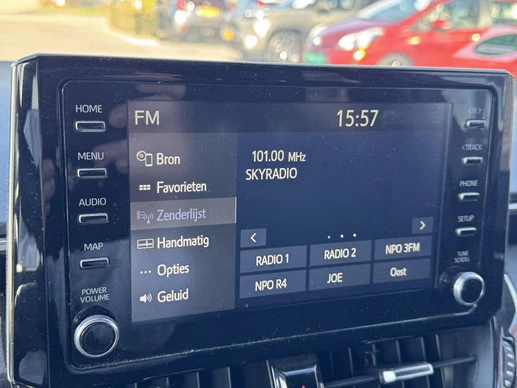 HOME
MENU
AUDIO
MAP
POWER
VOLUME
FM
15:57
Bron
Favorieten
Zenderlijst
Handmatig
Opties
Geluid
101.00 MHz
SKYRADIO
RADIO 1
RADIO 2
NPO 3FM
NPO R4
JOE
Oost
CH >
< TRACK
PHONE
SETUP
TUNE
SCROLL